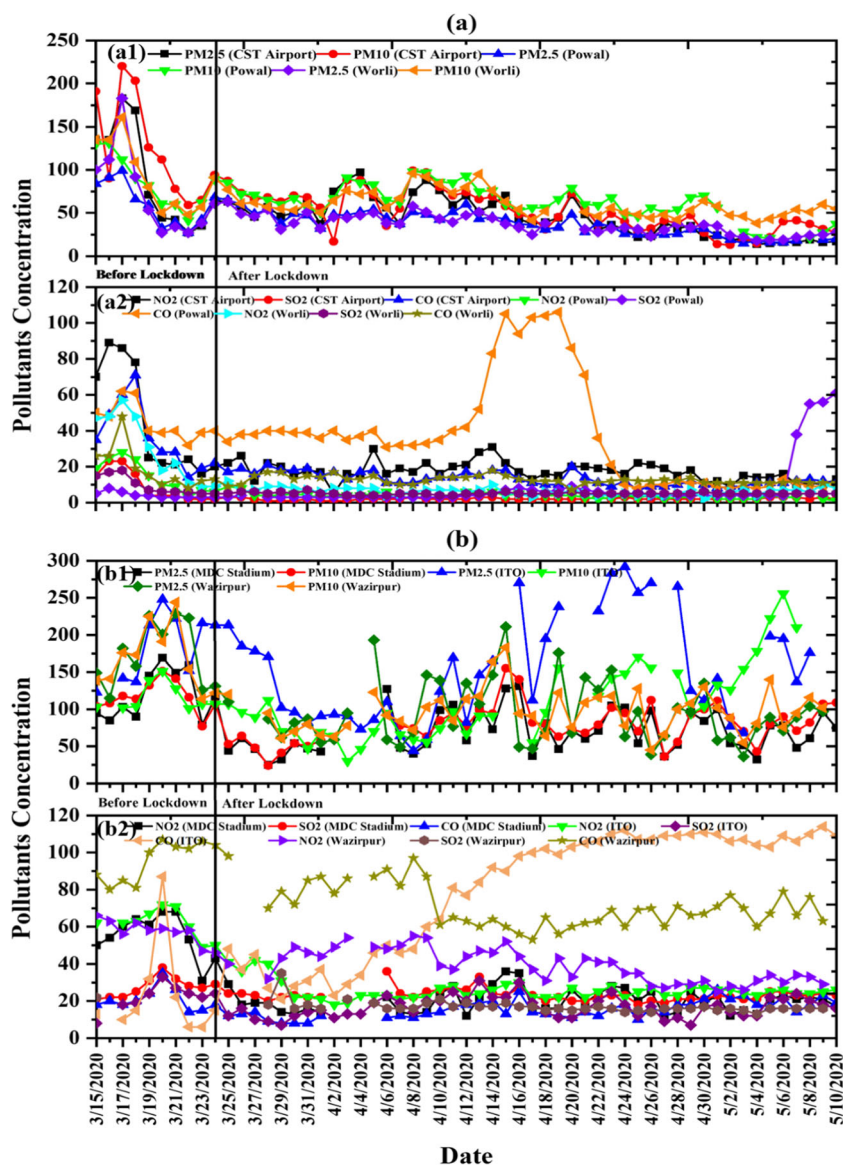 (a)
(a1)
PM2.5 (CST Airport) PM10 (CST Airport) PM2.5 (Powal)
PM10 (Powal) PM2.5 (Worli) PM10 (Worli)
250
200
150
100
50
0
Before Lockdown After Lockdown
(a2)
NO2 (CST Airport) SO2 (CST Airport) CO (CST Airport) NO2 (Powal) SO2 (Powal)
CO (Powal) NO2 (Worli) SO2 (Worli) CO (Worli)
120
100
80
60
40
20
0
Pollutants Concentration
(b)
(b1)
PM2.5 (MDC Stadium) PM10 (MDC Stadium) PM2.5 (ITO) PM10 (ITO)
PM2.5 (Wazirpur) PM10 (Wazirpur)
300
250
200
150
100
50
0
Before Lockdown After Lockdown
(b2)
NO2 (MDC Stadium) SO2 (MDC Stadium) CO (MDC Stadium) NO2 (ITO) SO2 (ITO)
CO (ITO) NO2 (Wazirpur) SO2 (Wazirpur) CO (Wazirpur)
120
100
80
60
40
20
0
Pollutants Concentration
3/15/2020
3/17/2020
3/19/2020
3/21/2020
3/23/2020
3/25/2020
3/27/2020
3/29/2020
3/31/2020
4/2/2020
4/4/2020
4/6/2020
4/8/2020
4/10/2020
4/12/2020
4/14/2020
4/16/2020
4/18/2020
4/20/2020
4/22/2020
4/24/2020
4/26/2020
4/28/2020
4/30/2020
5/2/2020
5/4/2020
5/6/2020
5/8/2020
5/10/2020
Date